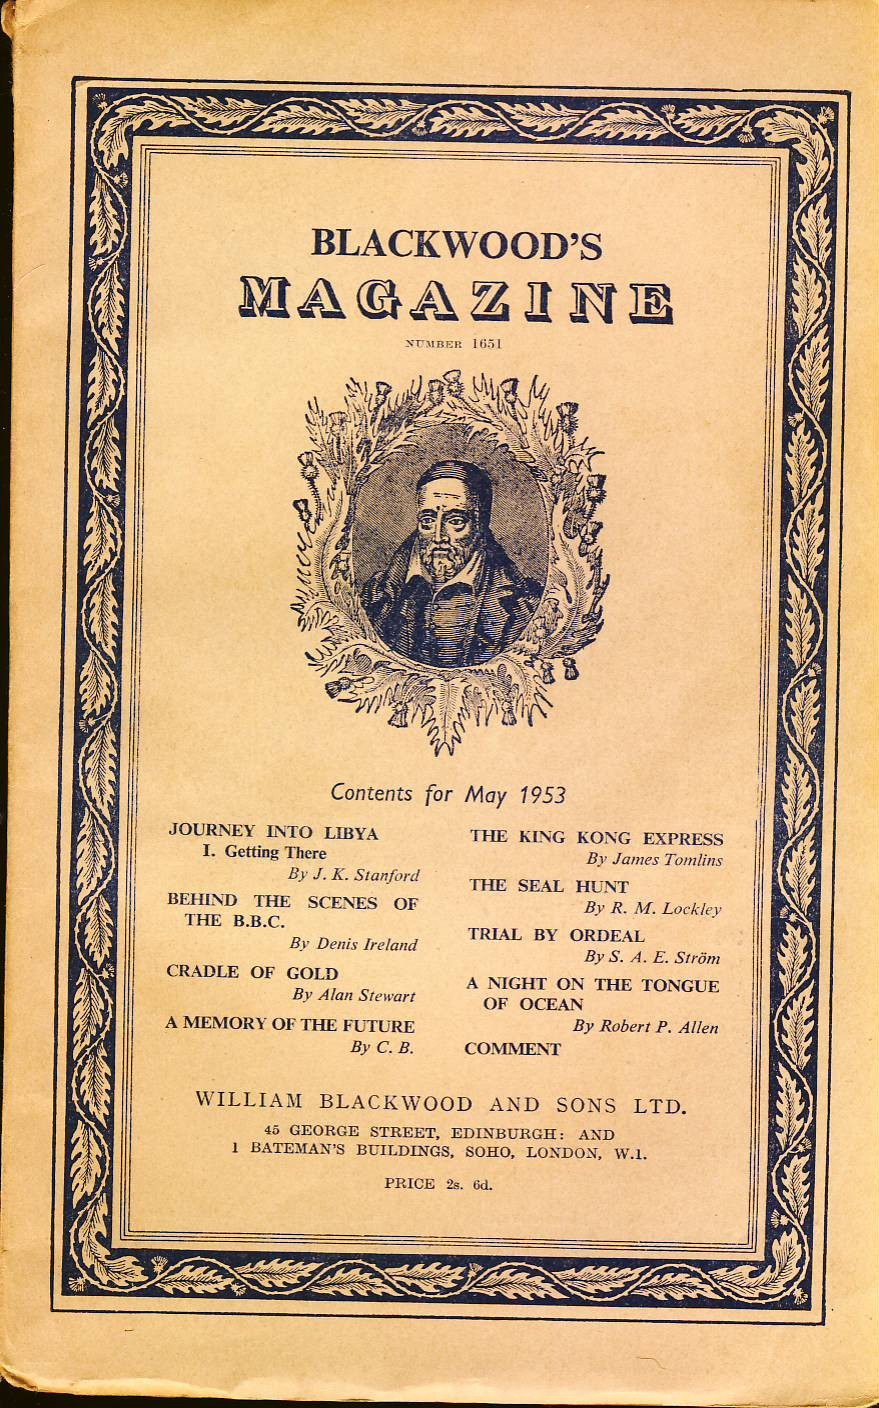 BLACKWOOD'S
MAGAZINE
NUMBER 1651
Contents for May 1953
JOURNEY INTO LIBYA
I. Getting There
By J. K. Stanford
BEHIND THE SCENES OF
THE B.B.C.
By Denis Ireland
CRADLE OF GOLD
By Alan Stewart
A MEMORY OF THE FUTURE
By C. B.
THE KING KONG EXPRESS
By James Tomlins
THE SEAL HUNT
By R. M. Lockley
TRIAL BY ORDEAL
By S. A. E. Ström
A NIGHT ON THE TONGUE
OF OCEAN
By Robert P. Allen
COMMENT
WILLIAM BLACKWOOD AND SONS LTD.
45 GEORGE STREET, EDINBURGH: AND
1 BATEMAN'S BUILDINGS, SOHO, LONDON, W.1.
PRICE 2s. 6d.